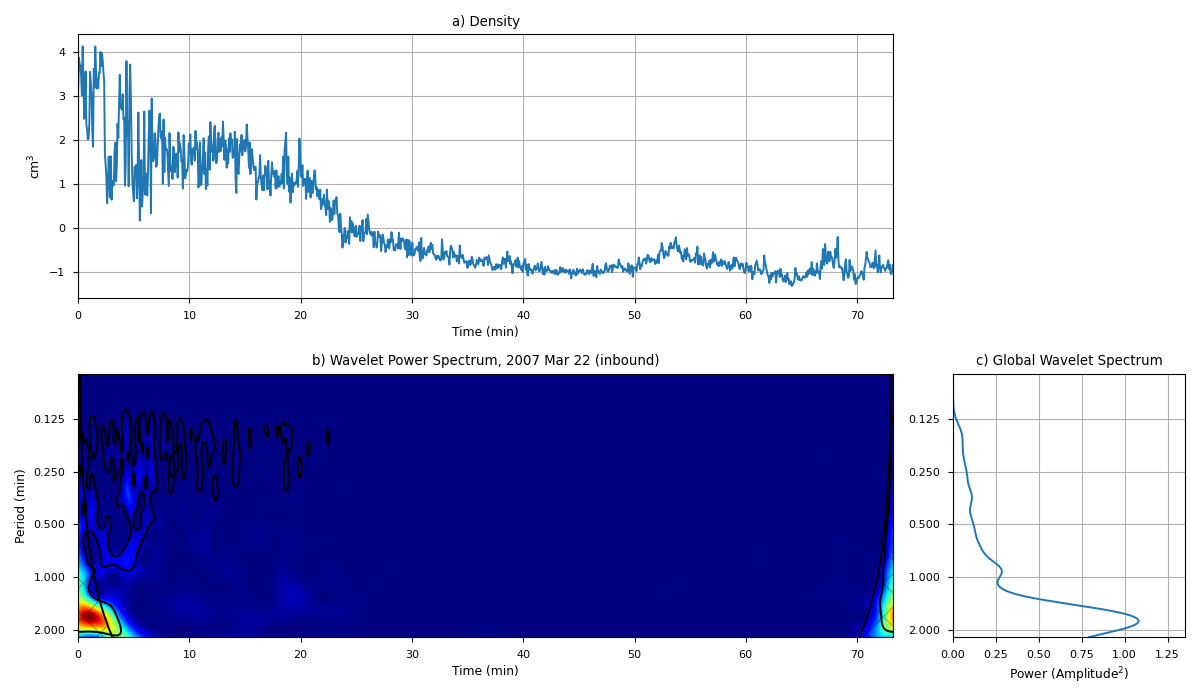 a) Density
4
3
2
1
0
−1
cm³
0 10 20 30 40 50 60 70
Time (min)
b) Wavelet Power Spectrum, 2007 Mar 22 (inbound)
0.125
0.250
0.500
1.000
2.000
Period (min)
0 10 20 30 40 50 60 70
Time (min)
c) Global Wavelet Spectrum
0.125
0.250
0.500
1.000
2.000
0.00 0.25 0.50 0.75 1.00 1.25
Power (Amplitude²)